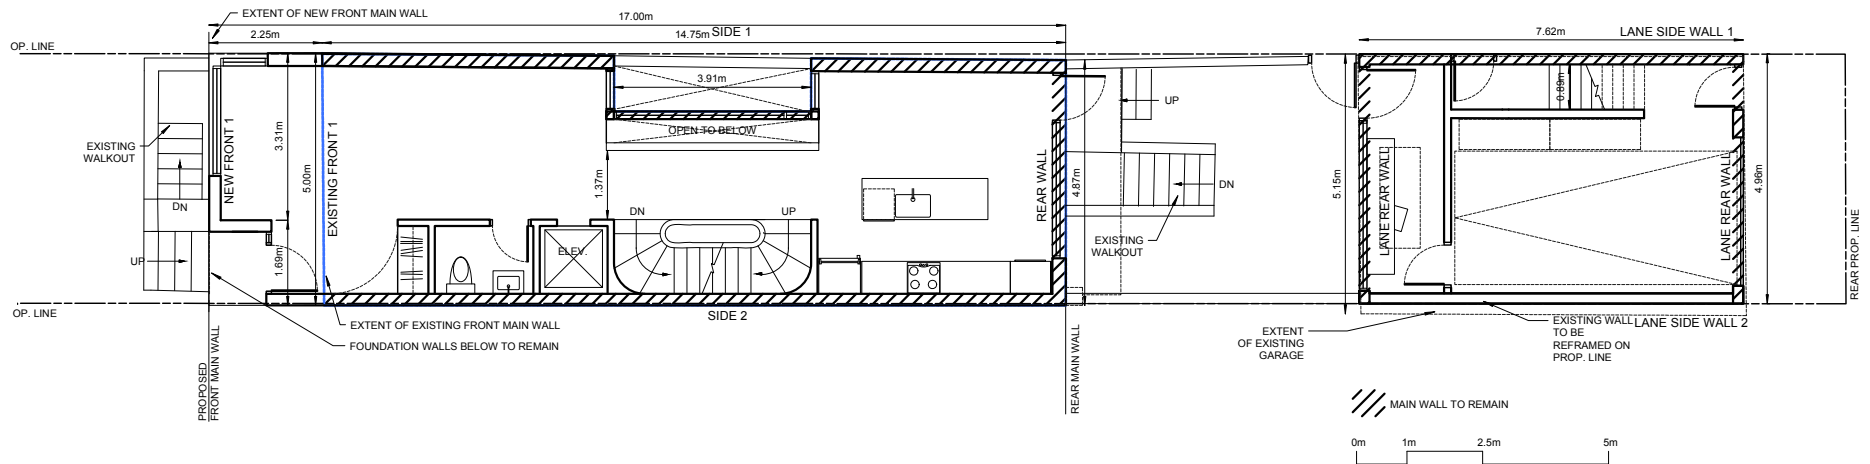 EXTENT OF NEW FRONT MAIN WALL
17.00m
SIDE 1
2.25m
14.75m
OP. LINE
7.62m
LANE SIDE WALL 1
3.91m
UP
0.89m
EXISTING
WALKOUT
NEW FRONT 1
3.31m
5.00m
EXISTING FRONT 1
OPEN TO BELOW
1.37m
REAR WALL
4.87m
DN
EXISTING
WALKOUT
5.15m
LANE REAR WALL
LANE REAR WALL
4.96m
REAR PROP. LINE
DN
UP
1.69m
ELEV.
DN
UP
OP. LINE
EXTENT OF EXISTING FRONT MAIN WALL
FOUNDATION WALLS BELOW TO REMAIN
SIDE 2
PROPOSED
FRONT MAIN WALL
REAR MAIN WALL
EXTENT
OF EXISTING
GARAGE
EXISTING WALL
TO BE
REFRAMED ON
PROP. LINE
LANE SIDE WALL 2
MAIN WALL TO REMAIN
0m
1m
2.5m
5m